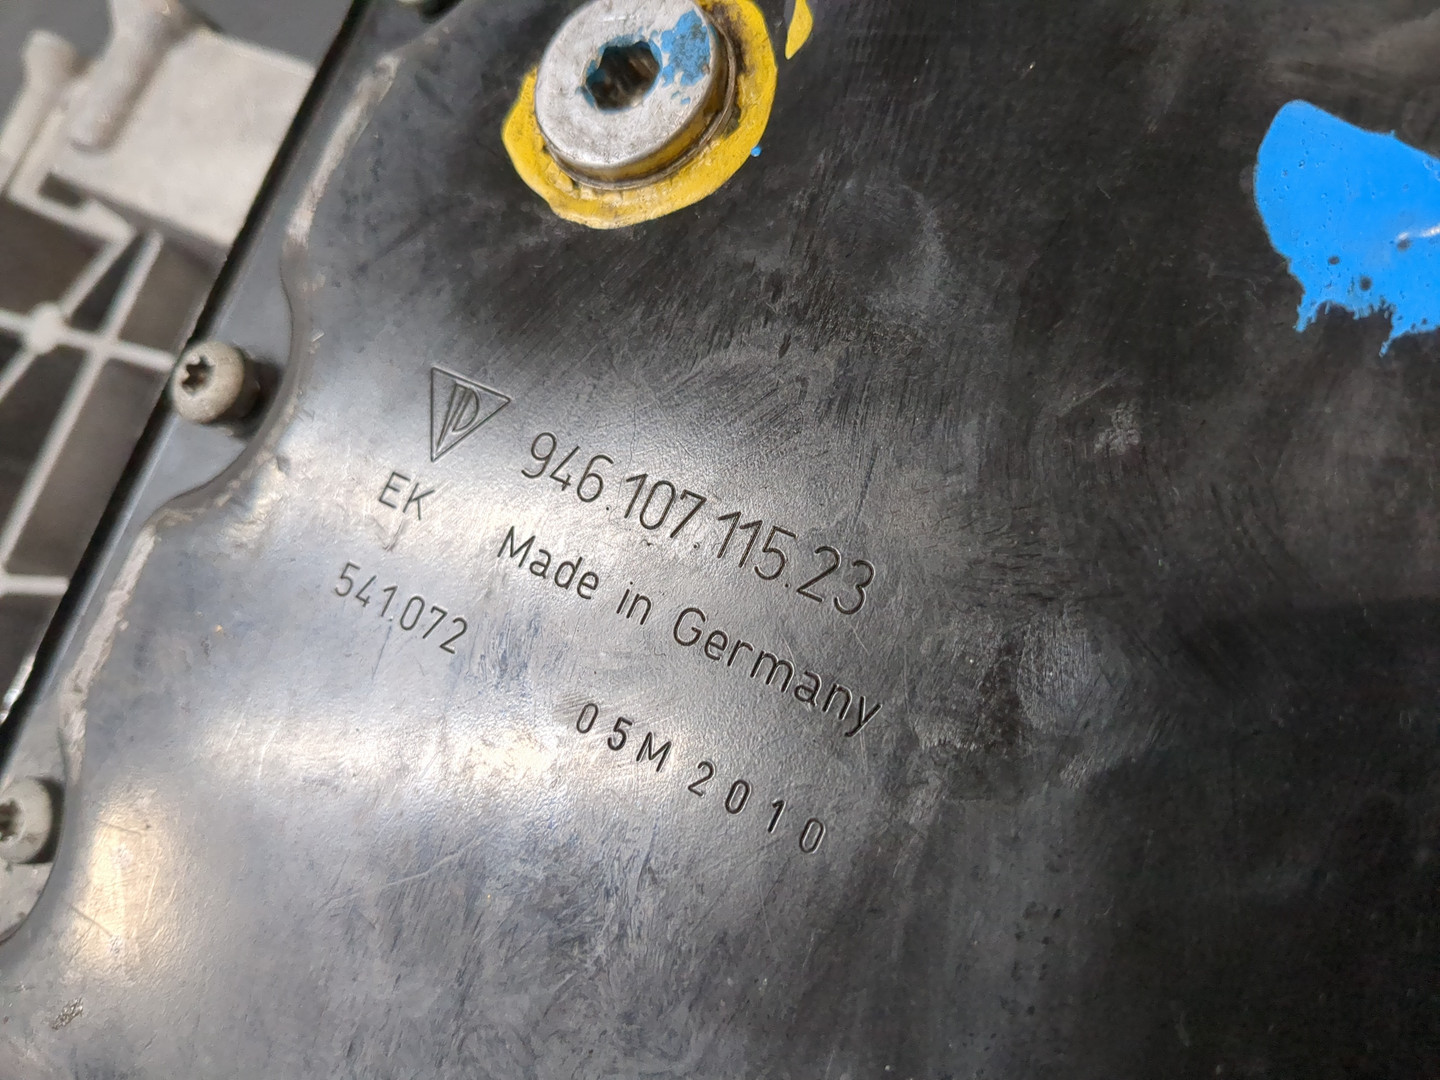 946.107.115.23
EK
Made in Germany
541.072
05M 2010